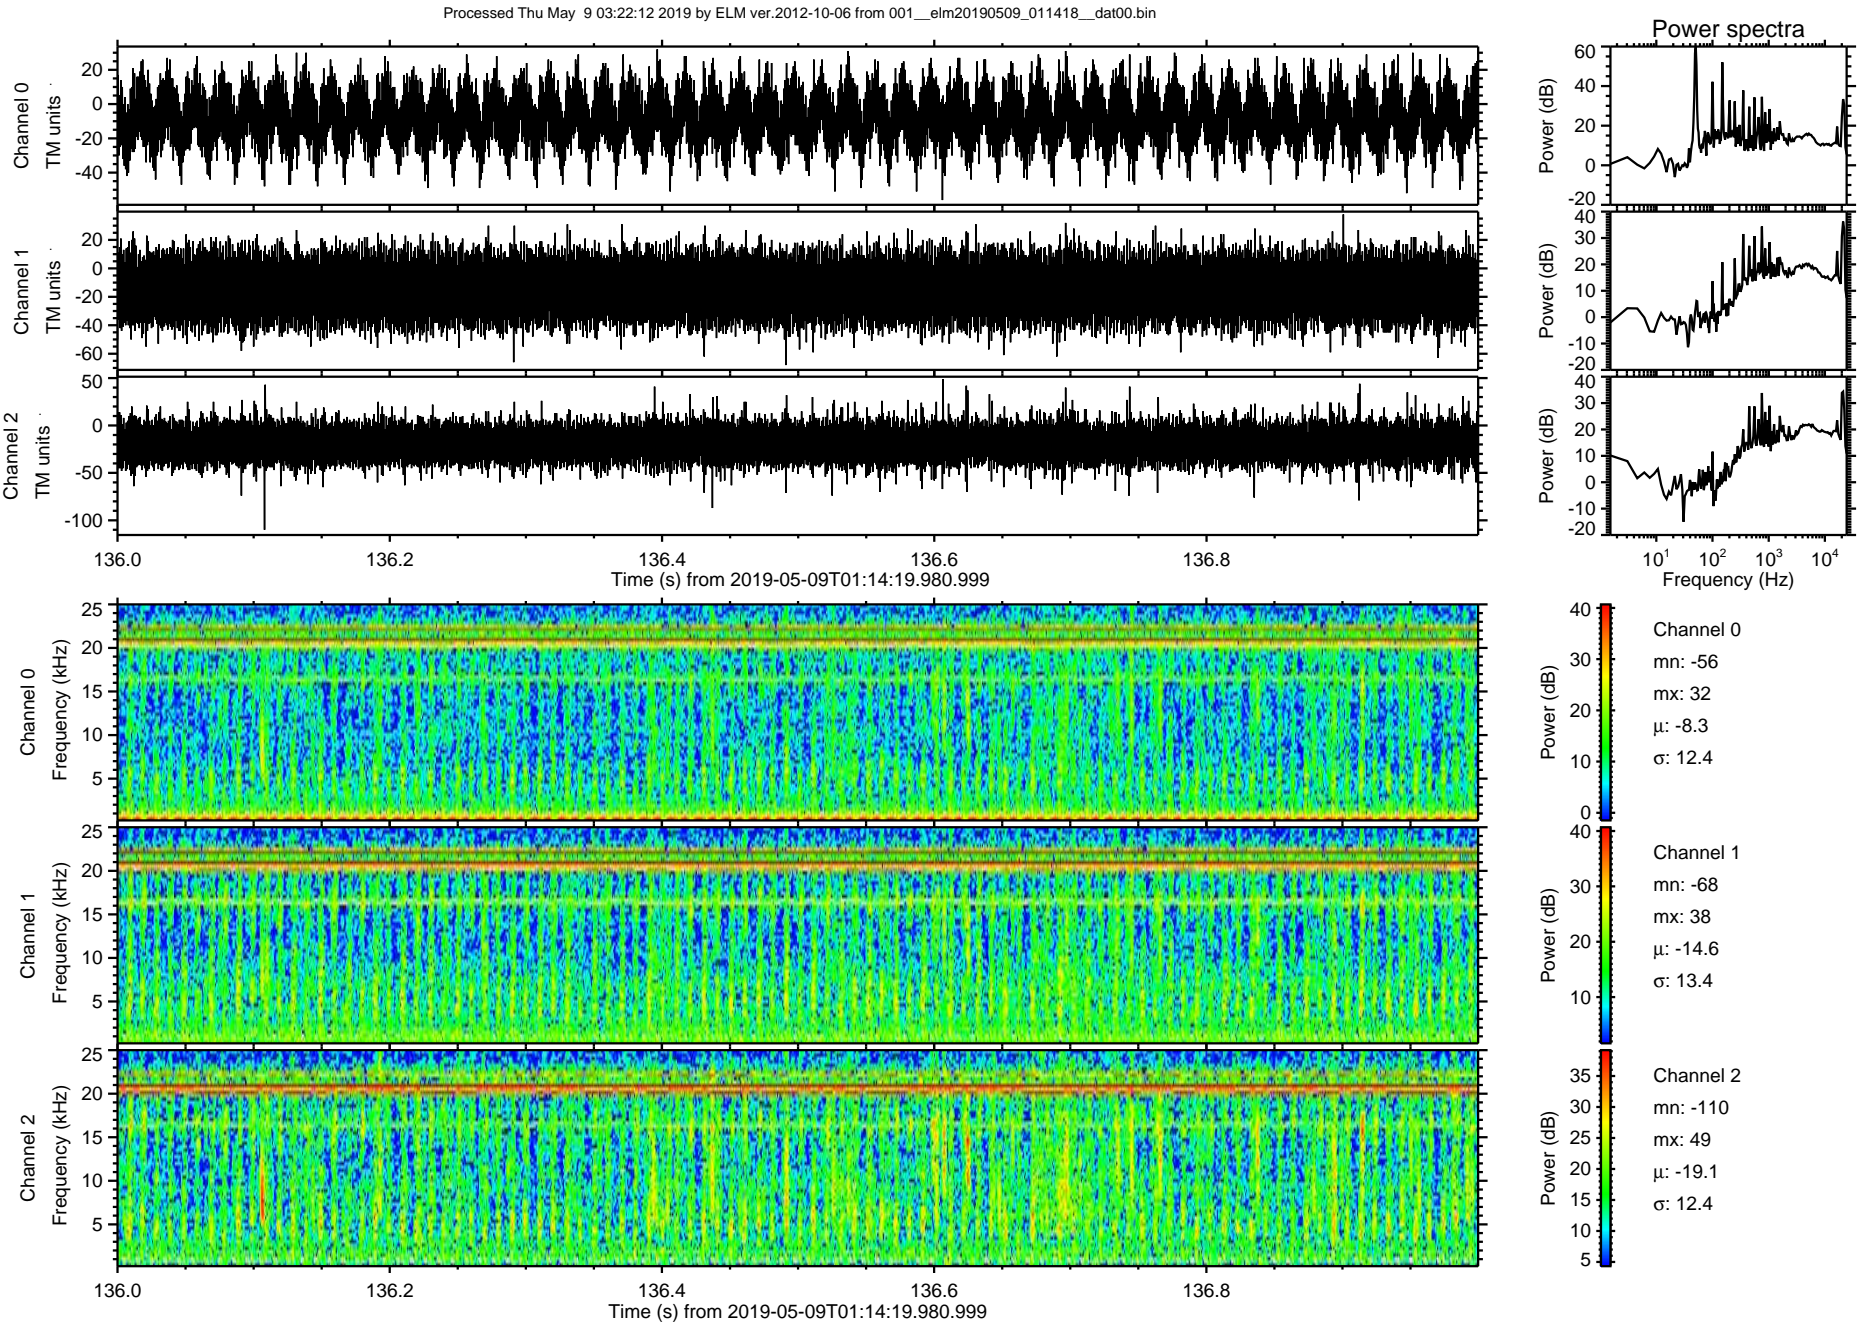 Processed Thu May  9 03:22:12 2019 by ELM ver.2012-10-06 from 001__elm20190509_011418__dat00.bin
Power spectra
Channel 0
TM units
20
0
-20
-40
Power (dB)
60
40
20
0
-20
Channel 1
TM units
20
0
-20
-40
-60
Power (dB)
40
30
20
10
0
-10
-20
Channel 2
TM units
50
0
-50
-100
Power (dB)
40
30
20
10
0
-10
-20
136.0 136.2 136.4 136.6 136.8
Time (s) from 2019-05-09T01:14:19.980.999
10^1 10^2 10^3 10^4
Frequency (Hz)
Channel 0
Frequency (kHz)
25
20
15
10
5
Power (dB)
40
30
20
10
0
Channel 0
mn: -56
mx: 32
μ: -8.3
σ: 12.4
Channel 1
Frequency (kHz)
25
20
15
10
5
Power (dB)
40
30
20
10
Channel 1
mn: -68
mx: 38
μ: -14.6
σ: 13.4
Channel 2
Frequency (kHz)
25
20
15
10
5
Power (dB)
35
30
25
20
15
10
5
Channel 2
mn: -110
mx: 49
μ: -19.1
σ: 12.4
136.0 136.2 136.4 136.6 136.8
Time (s) from 2019-05-09T01:14:19.980.999